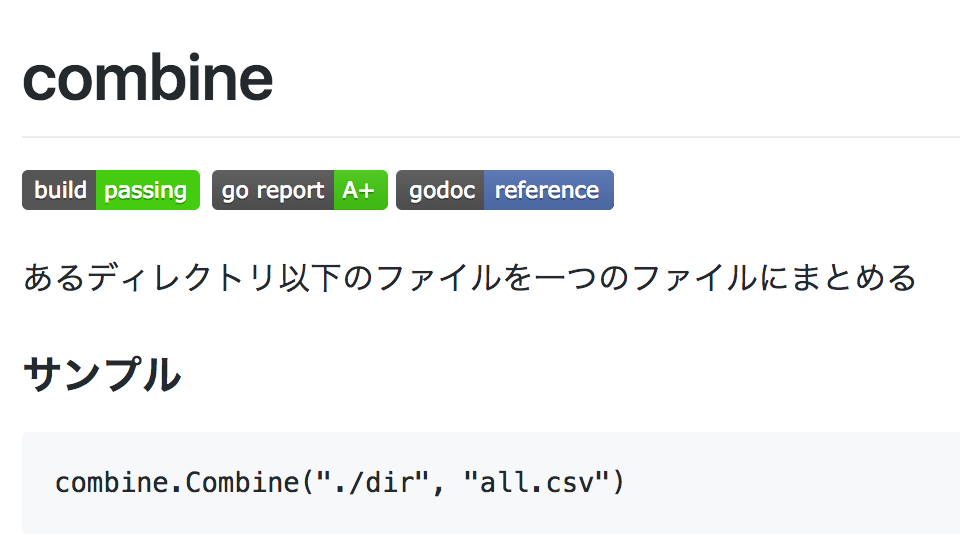 combine
build passing go report A+ godoc reference
あるディレクトリ以下のファイルを一つのファイルにまとめる
サンプル
combine.Combine("./dir", "all.csv")